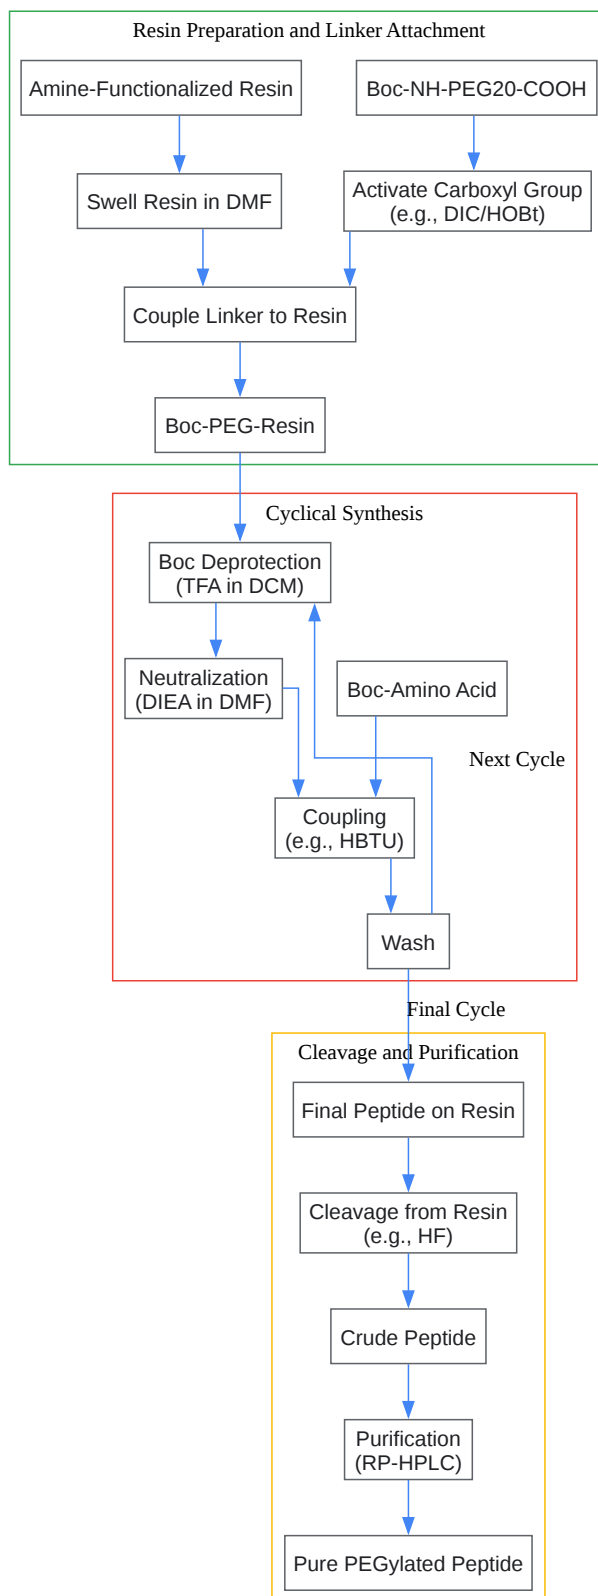 Resin Preparation and Linker Attachment
Amine-Functionalized Resin
Boc-NH-PEG20-COOH
Swell Resin in DMF
Activate Carboxyl Group
(e.g., DIC/HOBt)
Couple Linker to Resin
Boc-PEG-Resin
Cyclical Synthesis
Boc Deprotection
(TFA in DCM)
Neutralization
(DIEA in DMF)
Boc-Amino Acid
Next Cycle
Coupling
(e.g., HBTU)
Wash
Final Cycle
Cleavage and Purification
Final Peptide on Resin
Cleavage from Resin
(e.g., HF)
Crude Peptide
Purification
(RP-HPLC)
Pure PEGylated Peptide